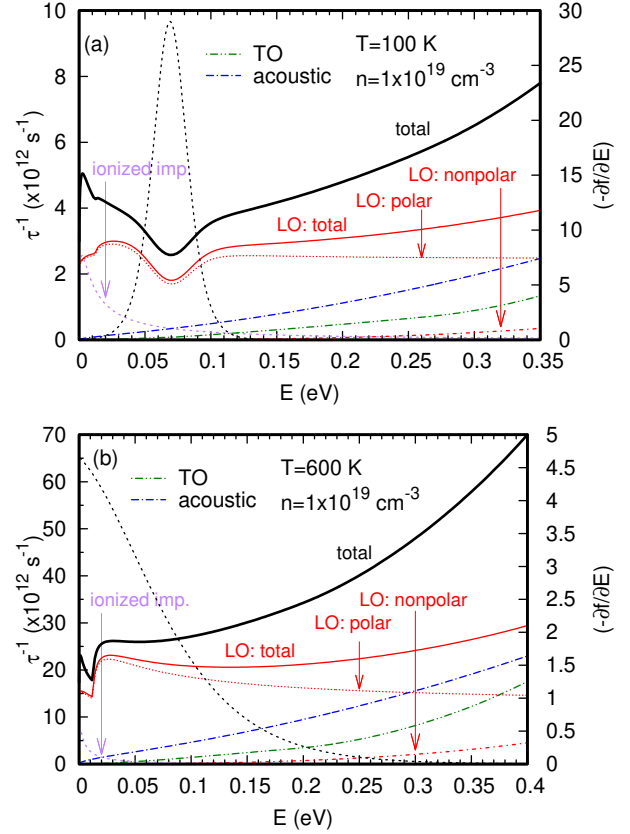 (a)
TO
acoustic
T=100 K
n=1x10^19 cm^-3
total
ionized imp.
LO: nonpolar
LO: polar
LO: total
τ^-1 (x10^12 s^-1)
(-∂f/∂E)
0 2 4 6 8 10
0 5 10 15 20 25 30
0 0.05 0.10 0.15 0.20 0.25 0.3 0.35
E (eV)
(b)
TO
acoustic
T=600 K
n=1x10^19 cm^-3
total
ionized imp.
LO: nonpolar
LO: polar
LO: total
τ^-1 (x10^12 s^-1)
(-∂f/∂E)
0 10 20 30 40 50 60 70
0 0.5 1 1.5 2 2.5 3 3.5 4 4.5 5
0 0.05 0.1 0.15 0.20 0.25 0.3 0.35 0.4
E (eV)